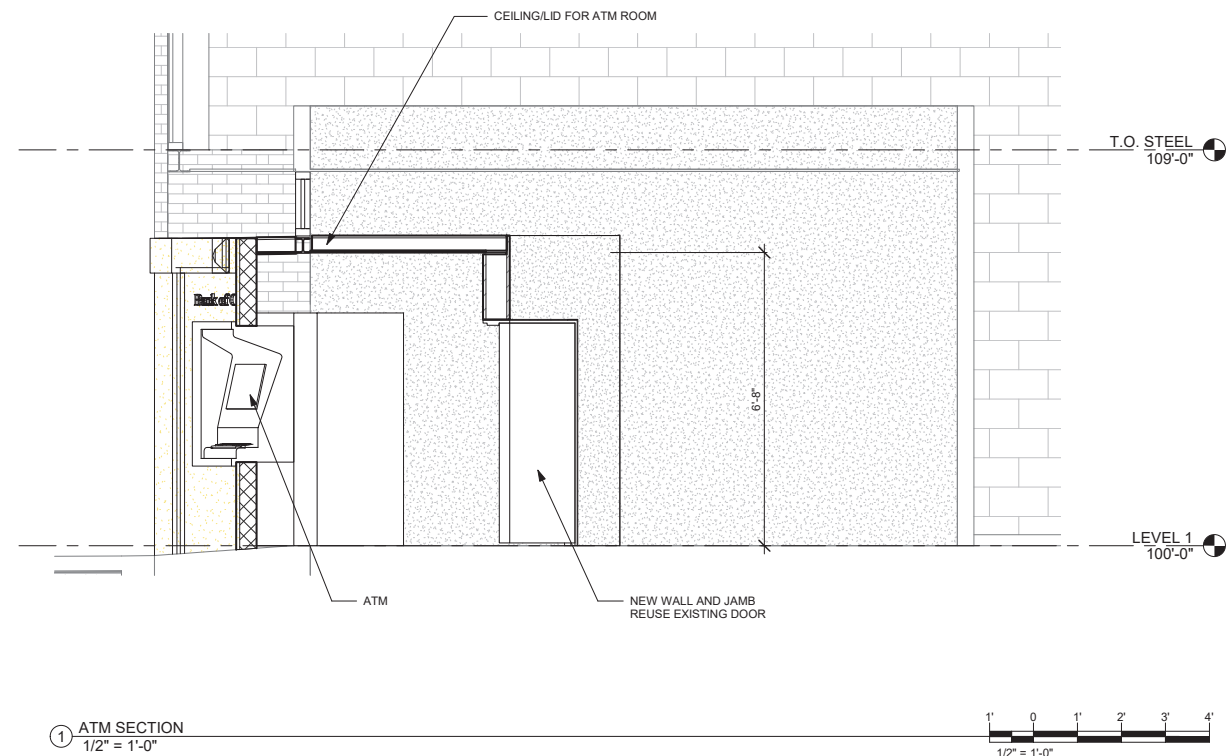 CEILING/LID FOR ATM ROOM
T.O. STEEL
109'-0"
Bank of
6'-8"
LEVEL 1
100'-0"
ATM
NEW WALL AND JAMB
REUSE EXISTING DOOR
1 ATM SECTION
1/2" = 1'-0"
1' 0 1' 2' 3' 4'
1/2" = 1'-0"